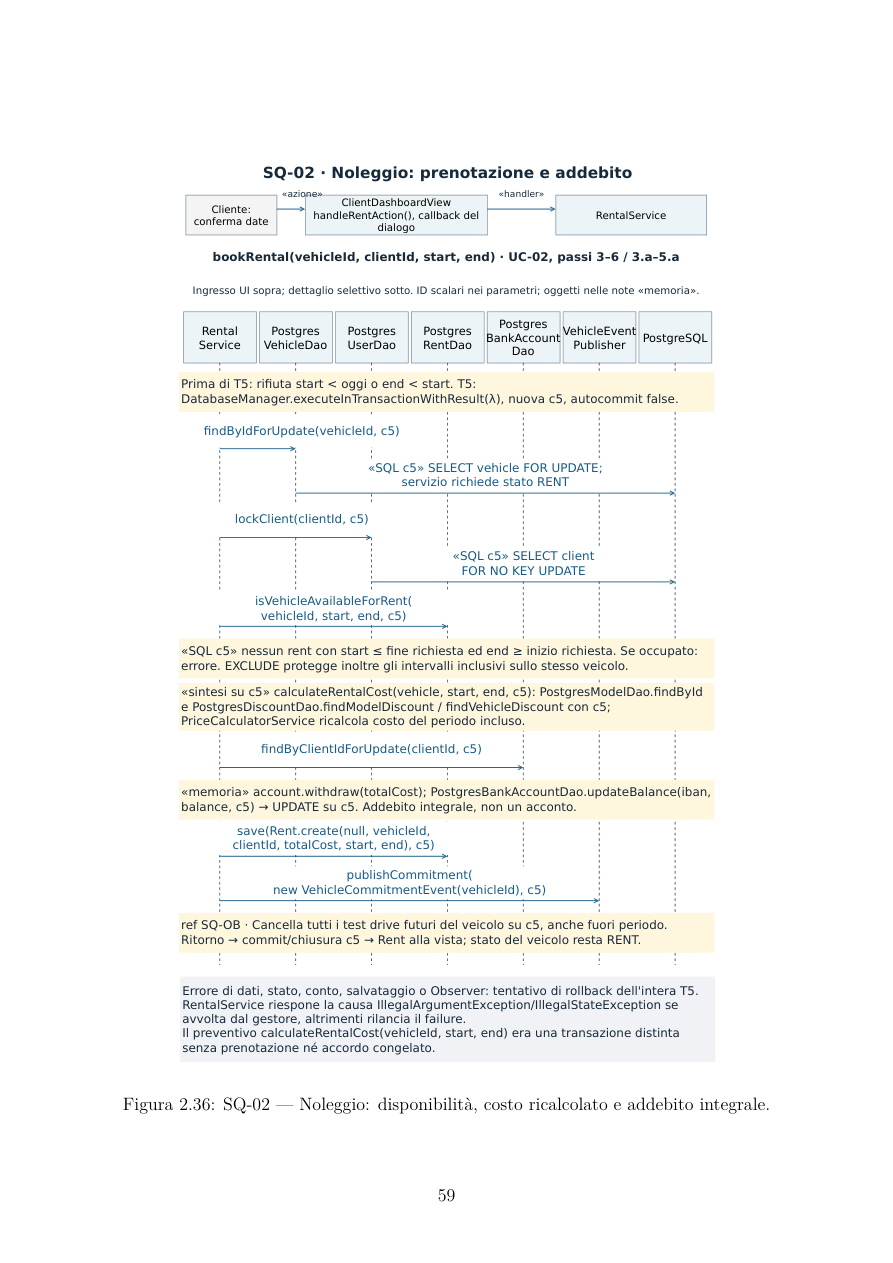 SQ-02 · Noleggio: prenotazione e addebito
«azione»
«handler»
Cliente:
conferma date
ClientDashboardView
handleRentAction(), callback del
dialogo
RentalService
bookRental(vehicleId, clientId, start, end) · UC-02, passi 3–6 / 3.a–5.a
Ingresso UI sopra; dettaglio selettivo sotto. ID scalari nei parametri; oggetti nelle note «memoria».
Rental
Service
Postgres
VehicleDao
Postgres
UserDao
Postgres
RentDao
Postgres
BankAccount
Dao
VehicleEvent
Publisher
PostgreSQL
Prima di T5: rifiuta start < oggi o end < start. T5:
DatabaseManager.executeInTransactionWithResult(λ), nuova c5, autocommit false.
findByIdForUpdate(vehicleId, c5)
«SQL c5» SELECT vehicle FOR UPDATE;
servizio richiede stato RENT
lockClient(clientId, c5)
«SQL c5» SELECT client
FOR NO KEY UPDATE
isVehicleAvailableForRent(
vehicleId, start, end, c5)
«SQL c5» nessun rent con start ≤ fine richiesta ed end ≥ inizio richiesta. Se occupato:
errore. EXCLUDE protegge inoltre gli intervalli inclusivi sullo stesso veicolo.
«sintesi su c5» calculateRentalCost(vehicle, start, end, c5): PostgresModelDao.findById
e PostgresDiscountDao.findModelDiscount / findVehicleDiscount con c5;
PriceCalculatorService ricalcola costo del periodo incluso.
findByClientIdForUpdate(clientId, c5)
«memoria» account.withdraw(totalCost); PostgresBankAccountDao.updateBalance(iban,
balance, c5) → UPDATE su c5. Addebito integrale, non un acconto.
save(Rent.create(null, vehicleId,
clientId, totalCost, start, end), c5)
publishCommitment(
new VehicleCommitmentEvent(vehicleId), c5)
ref SQ-OB · Cancella tutti i test drive futuri del veicolo su c5, anche fuori periodo.
Ritorno → commit/chiusura c5 → Rent alla vista; stato del veicolo resta RENT.
Errore di dati, stato, conto, salvataggio o Observer: tentativo di rollback dell'intera T5.
RentalService riespone la causa IllegalArgumentException/IllegalStateException se
avvolta dal gestore, altrimenti rilancia il failure.
Il preventivo calculateRentalCost(vehicleId, start, end) era una transazione distinta
senza prenotazione né accordo congelato.
Figura 2.36: SQ-02 — Noleggio: disponibilità, costo ricalcolato e addebito integrale.
59